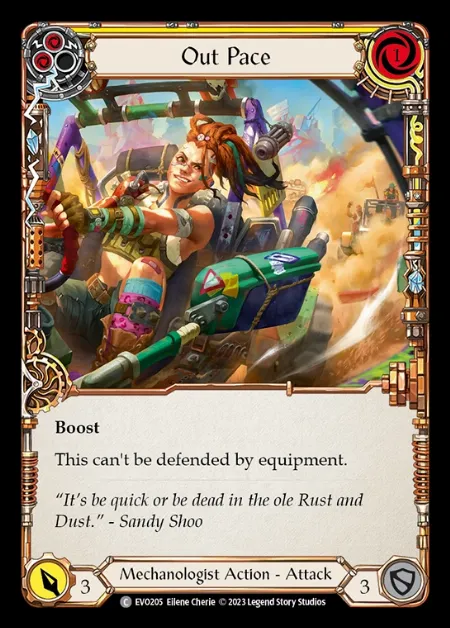 Out Pace
1
Boost
This can't be defended by equipment.
“It's be quick or be dead in the ole Rust and
Dust.” - Sandy Shoo
3
Mechanologist Action - Attack
3
C EVO205 Eilene Cherie © 2023 Legend Story Studios